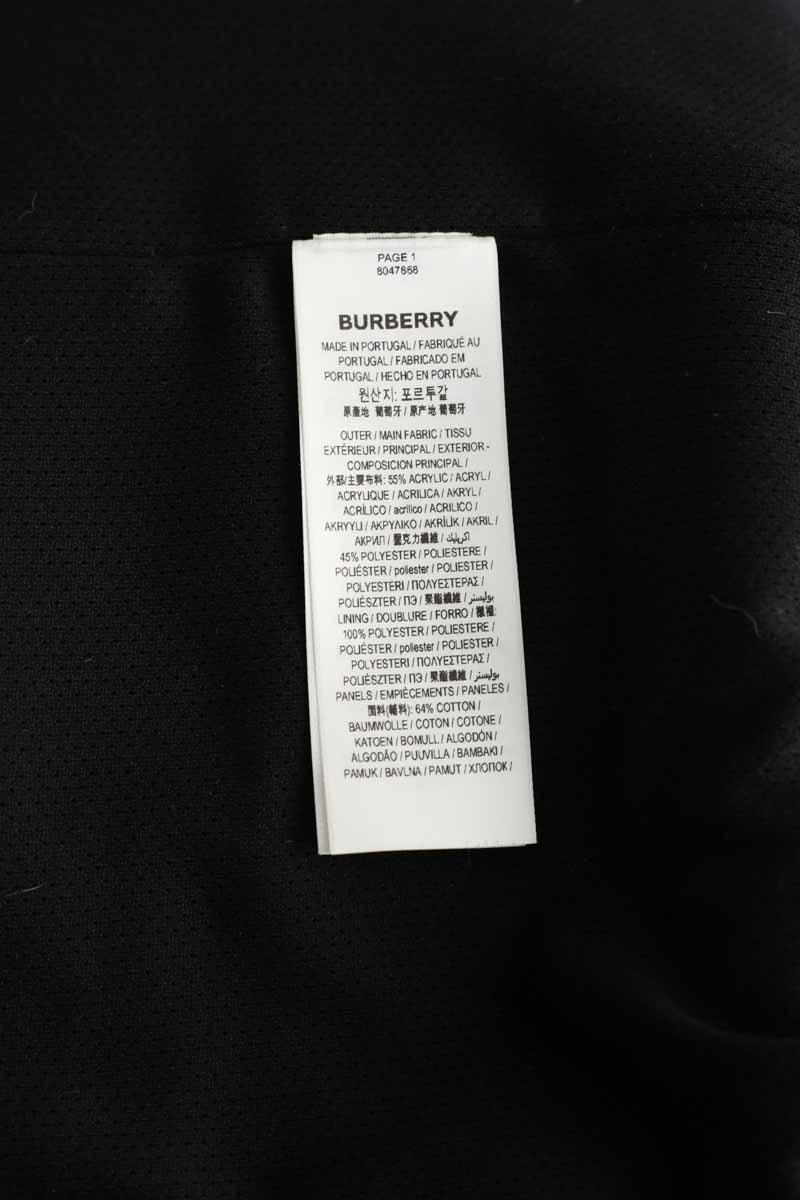 PAGE 1
8047868
BURBERRY
MADE IN PORTUGAL / FABRIQUÉ AU
PORTUGAL / FABRICADO EM
PORTUGAL / HECHO EN PORTUGAL
원산지: 포르투갈
原產地 葡萄牙 / 原产地 葡萄牙
OUTER / MAIN FABRIC / TISSU
EXTÉRIEUR / PRINCIPAL / EXTERIOR -
COMPOSICION PRINCIPAL /
外部/主要布料: 55% ACRYLIC / ACRYL /
ACRYLIQUE / ACRILICA / AKRYL /
ACRÍLICO / acrilico / ACRILICO /
AKRYYLI / ΑΚΡΥΛΙΚΟ / AKRİLİK / AKRIL /
АКРИЛ / 聚克力纖維 / اكريليك
45% POLYESTER / POLIESTERE /
POLIÉSTER / poliester / POLIESTER /
POLYESTERI / ΠΟΛΥΕΣΤΕΡΑΣ /
POLIÉSZTER / ПЭ / 聚酯纖維 / بوليستر /
LINING / DOUBLURE / FORRO / 襯裡:
100% POLYESTER / POLIESTERE /
POLIÉSTER / poliester / POLIESTER /
POLYESTERI / ΠΟΛΥΕΣΤΕΡΑΣ /
POLIÉSZTER / ПЭ / 聚酯纖維 / بوليستر /
PANELS / EMPIÈCEMENTS / PANELES /
面料(輔料): 64% COTTON /
BAUMWOLLE / COTON / COTONE /
KATOEN / BOMULL / ALGODÓN /
ALGODÃO / PUUVILLA / ΒΑΜΒΑΚΙ /
PAMUK / BAVLNA / PAMUT / ХЛОПОК /